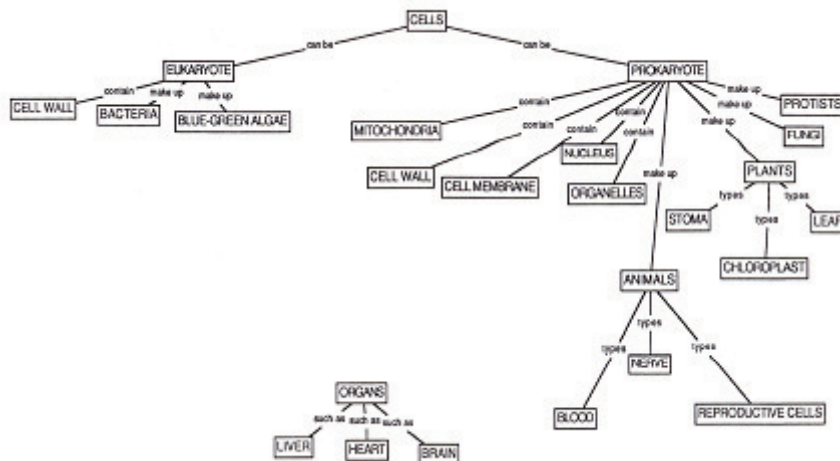 CELLS
can be
can be
EUKARYOTE
PROKARYOTE
contain
make up
make up
CELL WALL
BACTERIA
BLUE-GREEN ALGAE
contain
contain
contain
contain
contain
make up
make up
make up
make up
MITOCHONDRIA
CELL WALL
CELL MEMBRANE
NUCLEUS
ORGANELLES
PROTISTS
FUNGI
PLANTS
types
types
types
STOMA
CHLOROPLAST
LEAF
ANIMALS
types
types
types
BLOOD
NERVE
REPRODUCTIVE CELLS
ORGANS
such as
such as
such as
LIVER
HEART
BRAIN